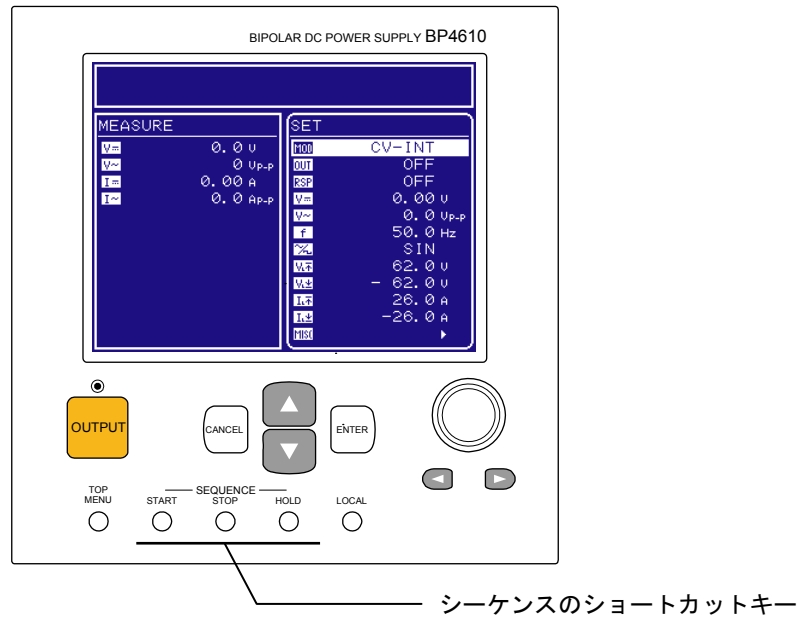 BIPOLAR DC POWER SUPPLY BP4610
MEASURE
V⎓ 0.0 V
V~ 0 Vp-p
I⎓ 0.00 A
I~ 0.0 Ap-p
SET
MOD CV-INT
OUT OFF
RSP OFF
V⎓ 0.00 V
V~ 0.0 Vp-p
f 50.0 Hz
SIN
62.0 V
- 62.0 V
26.0 A
-26.0 A
MISC
OUTPUT
CANCEL
ENTER
TOP
MENU
SEQUENCE
START STOP HOLD
LOCAL
シーケンスのショートカットキー